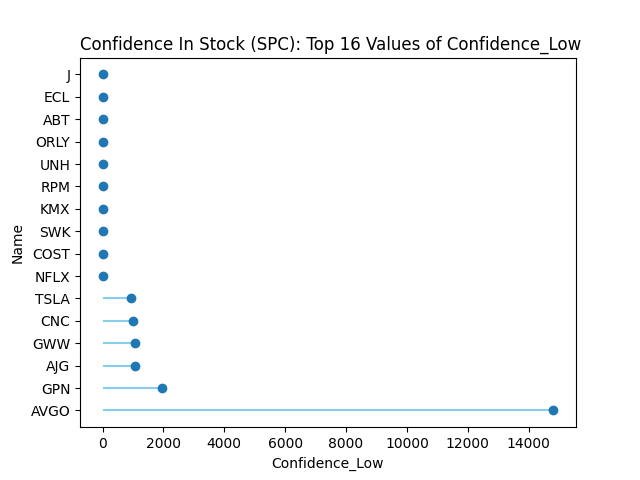 Confidence In Stock (SPC): Top 16 Values of Confidence_Low
J
ECL
ABT
ORLY
UNH
RPM
KMX
SWK
COST
NFLX
TSLA
CNC
GWW
AJG
GPN
AVGO
Name
0 2000 4000 6000 8000 10000 12000 14000
Confidence_Low